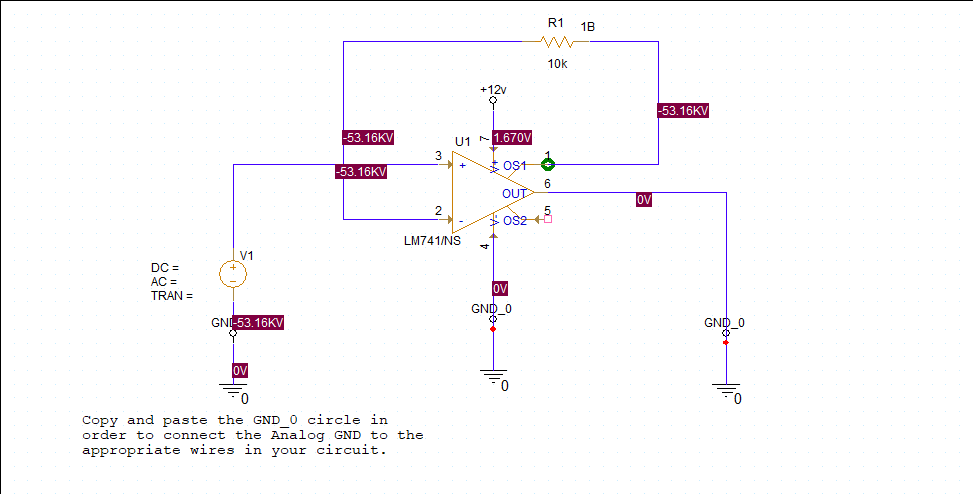 R1 1B
10k
+12v
-53.16KV
-53.16KV
1.670V
7
U1
-53.16KV
3
+
V+
OS1
1
6
OUT
0V
2
-
V-
OS2
5
LM741/NS
4
V1
DC =
AC =
TRAN =
+
-
0V
GND_0
GND_0
GND
-53.16KV
0V
0
0
0
Copy and paste the GND_0 circle in
order to connect the Analog GND to the
appropriate wires in your circuit.